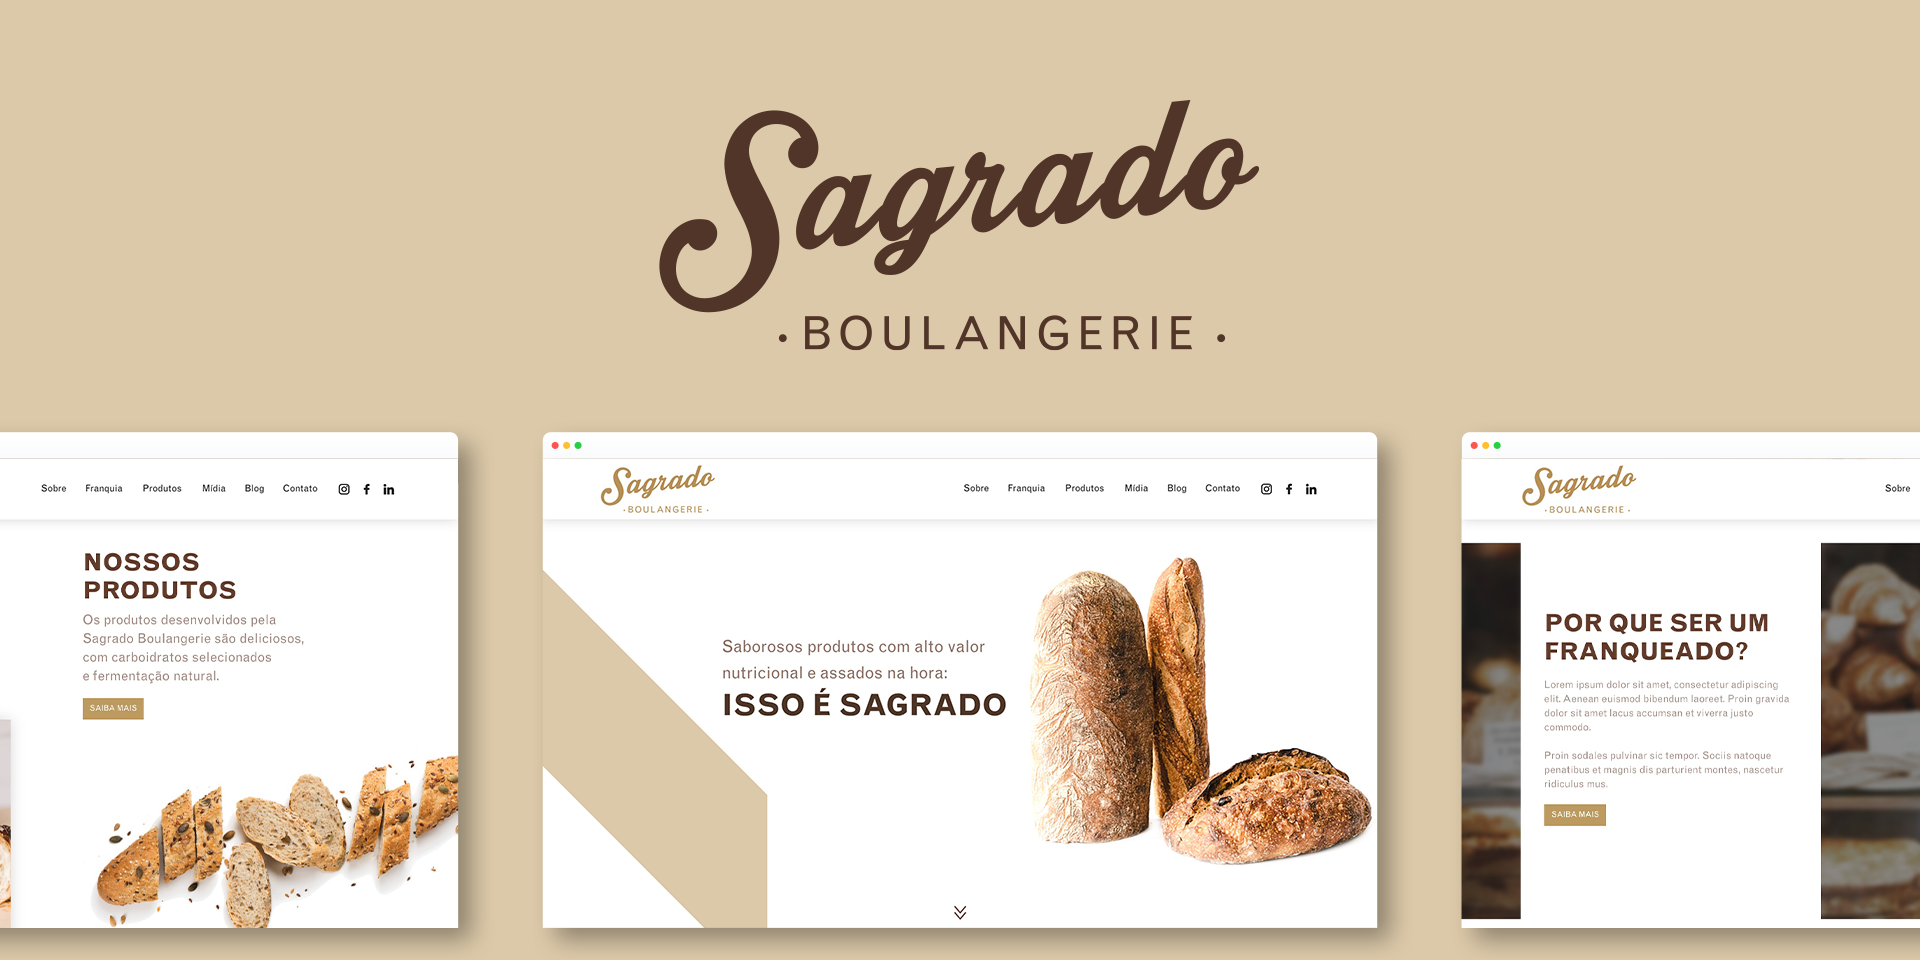 Sagrado
• BOULANGERIE •
Sobre Franquia Produtos Mídia Blog Contato
NOSSOS
PRODUTOS
Os produtos desenvolvidos pela
Sagrado Boulangerie são deliciosos,
com carboidratos selecionados
e fermentação natural.
SAIBA MAIS
Sagrado
• BOULANGERIE •
Sobre Franquia Produtos Mídia Blog Contato
Saborosos produtos com alto valor
nutricional e assados na hora:
ISSO É SAGRADO
Sagrado
• BOULANGERIE •
Sobre
POR QUE SER UM
FRANQUEADO?
Lorem ipsum dolor sit amet, consectetur adipiscing
elit. Aenean euismod bibendum laoreet. Proin gravida
dolor sit amet lacus accumsan et viverra justo
commodo.
Proin sodales pulvinar sic tempor. Sociis natoque
penatibus et magnis dis parturient montes, nascetur
ridiculus mus.
SAIBA MAIS